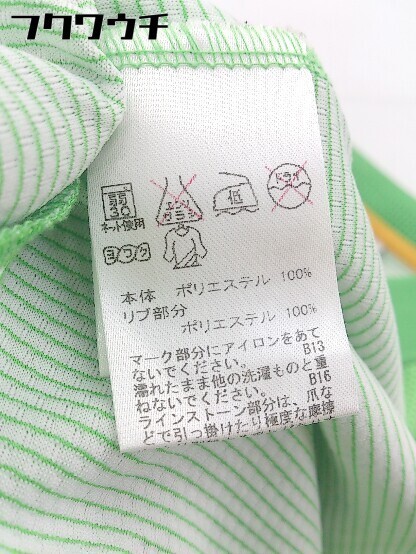 フクワウチ
弱
30
ネット使用
エンソ
サラシ
低
ドライ
ヨワク
本体 ポリエステル 100%
リブ部分
ポリエステル 100%
マーク部分にアイロンをあて
ないでください。 B13
濡れたまま他の洗濯ものと重
ねないでください。 B16
ラインストーン部分は、爪な
どで引っ掛けたり極度な摩擦